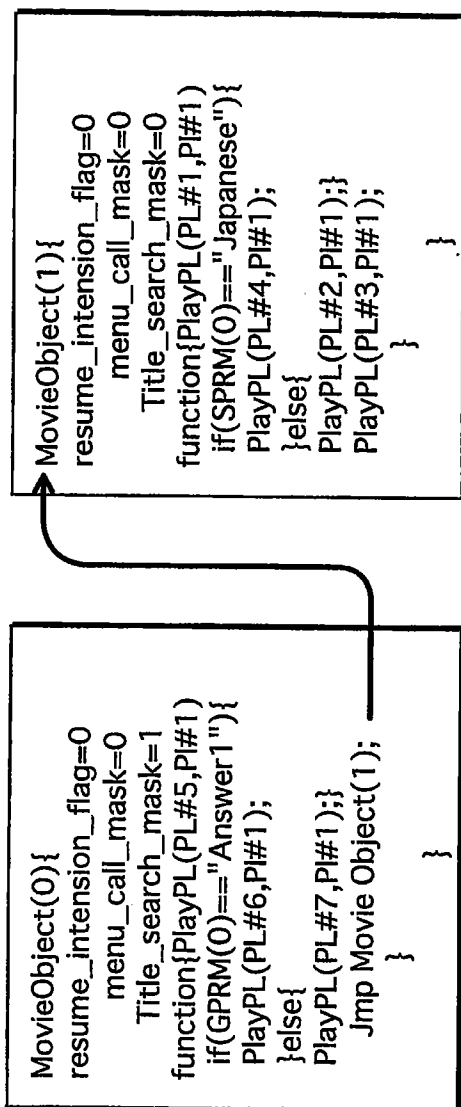 MovieObject(0){
resume_intension_flag=0
menu_call_mask=0
Title_search_mask=1
function{PlayPL(PL#5,PI#1)
if(GPRM(0)=="Answer1"){
PlayPL(PL#6,PI#1);
}else{
PlayPL(PL#7,PI#1);}
Jmp Movie Object(1);
}
}
MovieObject(1){
resume_intension_flag=0
menu_call_mask=0
Title_search_mask=0
function{PlayPL(PL#1,PI#1)
if(SPRM(0)=="Japanese"){
PlayPL(PL#4,PI#1);
}else{
PlayPL(PL#2,PI#1);}
PlayPL(PL#3,PI#1);
}
}